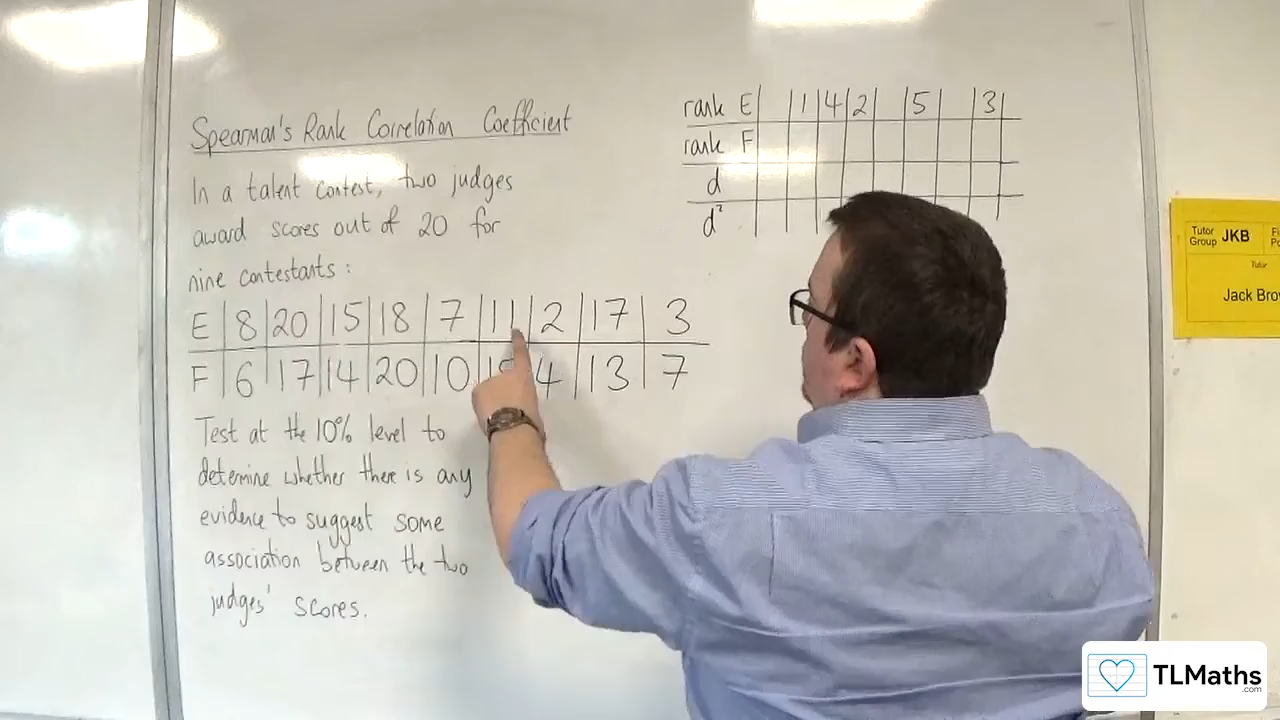 Spearman's Rank Correlation Coefficient
In a talent contest, two judges
award scores out of 20 for
nine contestants:
E 8 20 15 18 7 11 2 17 3
F 6 17 14 20 10 4 13 7
Test at the 10% level to
determine whether there is any
evidence to suggest some
association between the two
judges' scores.
rank E 1 4 2 5 3
rank F
d
d²
Tutor
Group JKB
Tutor
Jack Bro
TLMaths
.com